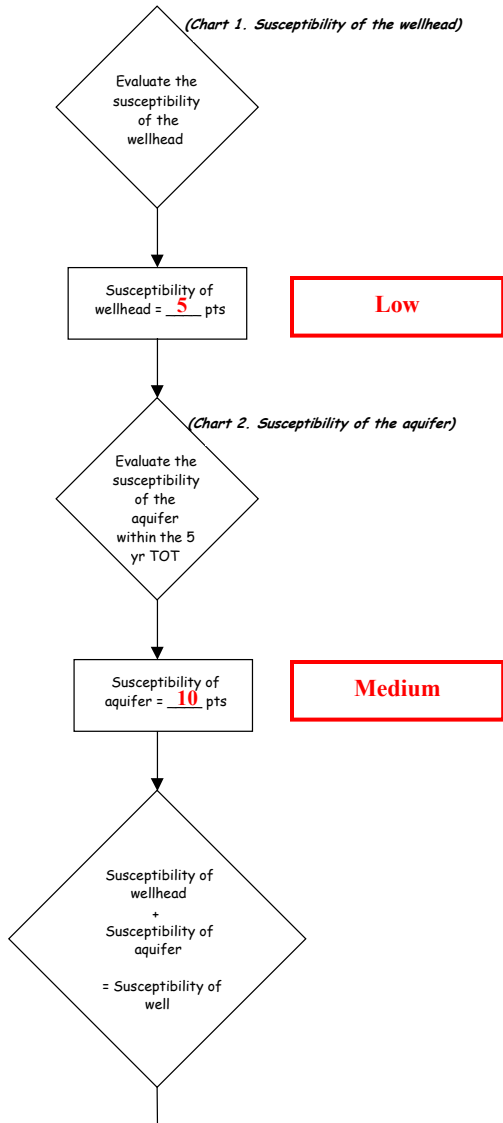 (Chart 1. Susceptibility of the wellhead)
Evaluate the
susceptibility
of the
wellhead
Susceptibility of
wellhead = __5__ pts
Low
(Chart 2. Susceptibility of the aquifer)
Evaluate the
susceptibility
of the
aquifer
within the 5
yr TOT
Susceptibility of
aquifer = __10__ pts
Medium
Susceptibility of
wellhead
+
Susceptibility of
aquifer
= Susceptibility of
well